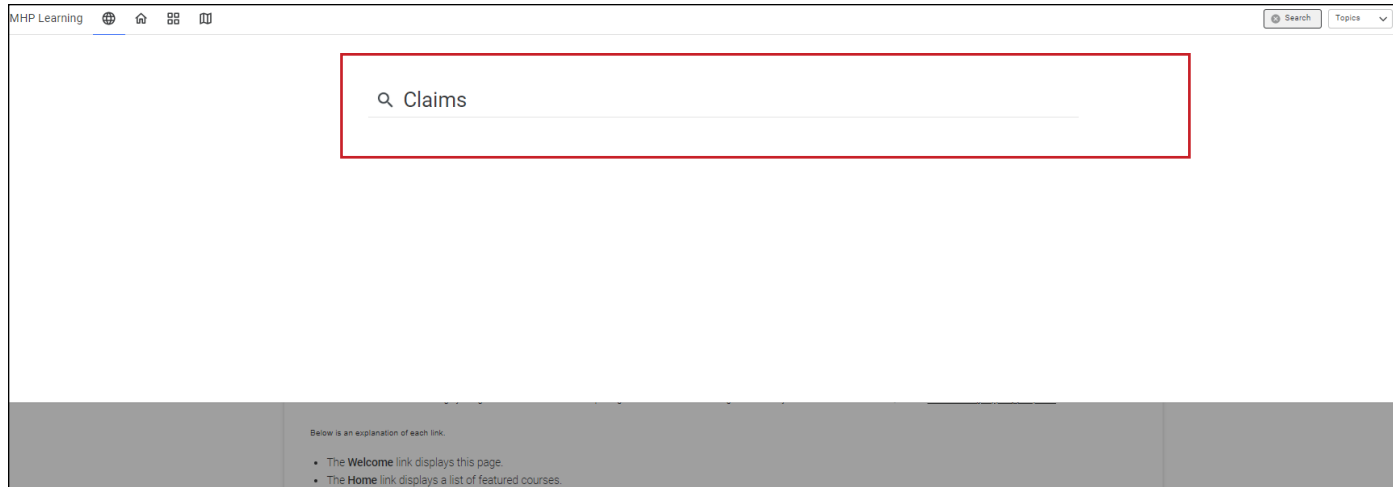 MHP Learning Search Topics
Claims
Below is an explanation of each link.
• The Welcome link displays this page.
• The Home link displays a list of featured courses.